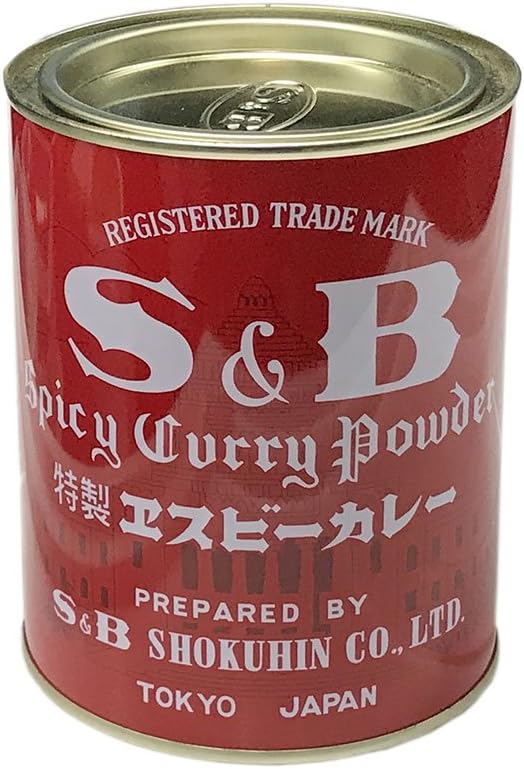 S&B
REGISTERED TRADE MARK
S & B
Spicy Curry Powder
特製 ヱスビーカレー
PREPARED BY
S&B SHOKUHIN CO., LTD.
TOKYO JAPAN